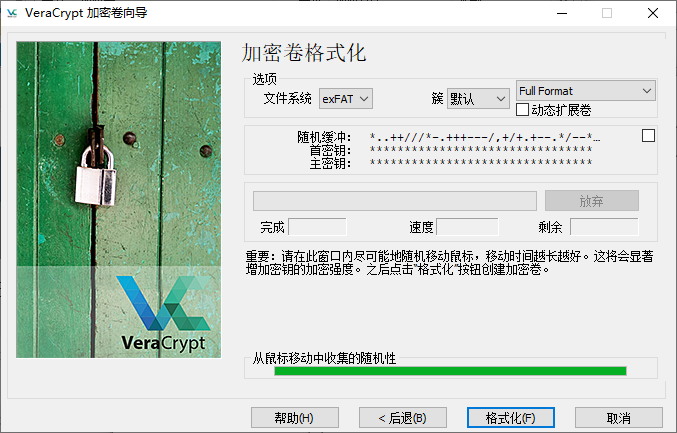 VeraCrypt 加密卷向导
加密卷格式化
选项
文件系统 exFAT 簇 默认 Full Format
动态扩展卷
随机缓冲： *..++///*-.+++---/,+/+.+--.*/--*...
首密钥： ********************************
主密钥： ********************************
放弃
完成 速度 剩余
重要：请在此窗口内尽可能地随机移动鼠标，移动时间越长越好。这将会显著
增加密钥的加密强度。之后点击"格式化"按钮创建加密卷。
VeraCrypt
从鼠标移动中收集的随机性
帮助(H) < 后退(B) 格式化(F) 取消